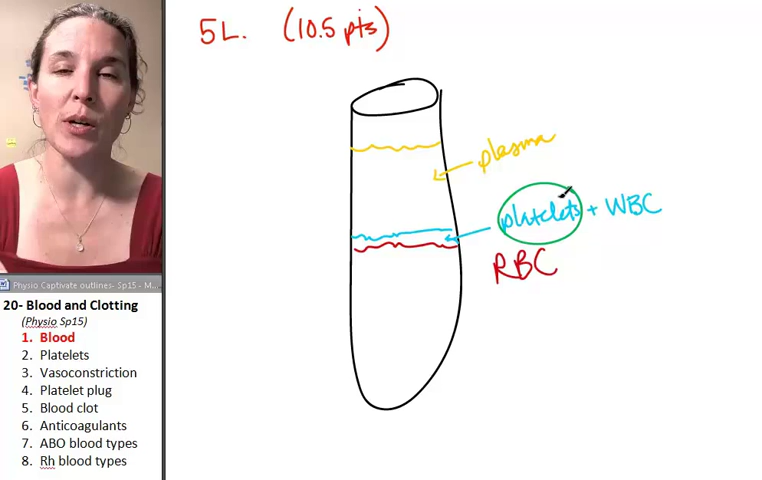 5L. (10.5 pts)
plasma
platelets + WBC
RBC
Physio Captivate outlines- Sp15 - M...
20- Blood and Clotting
(Physio Sp15)
1. Blood
2. Platelets
3. Vasoconstriction
4. Platelet plug
5. Blood clot
6. Anticoagulants
7. ABO blood types
8. Rh blood types